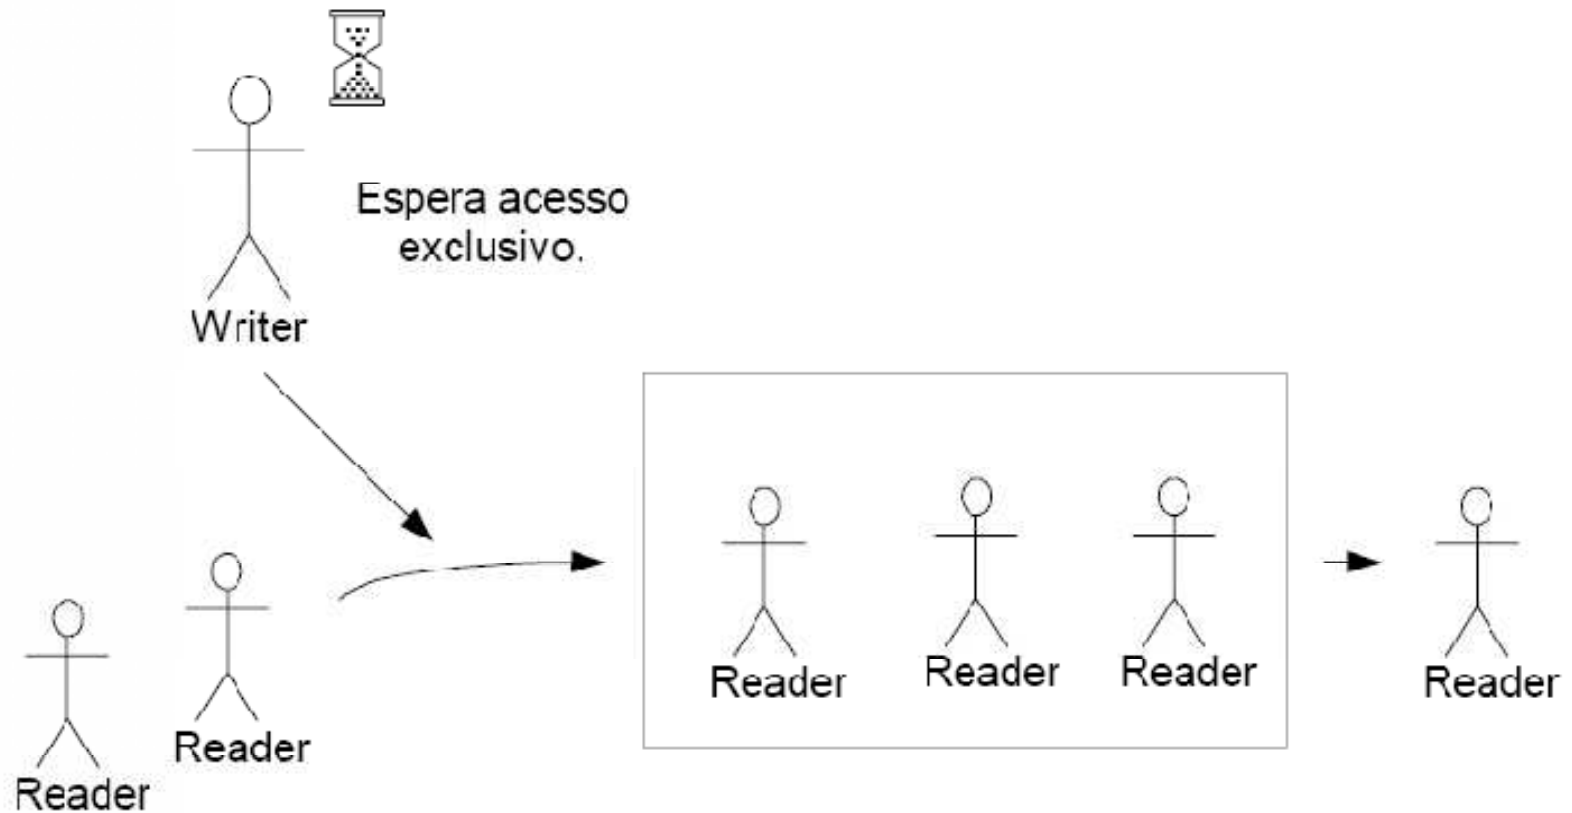 Espera acesso
exclusivo.
Writer
Reader
Reader
Reader
Reader
Reader
Reader